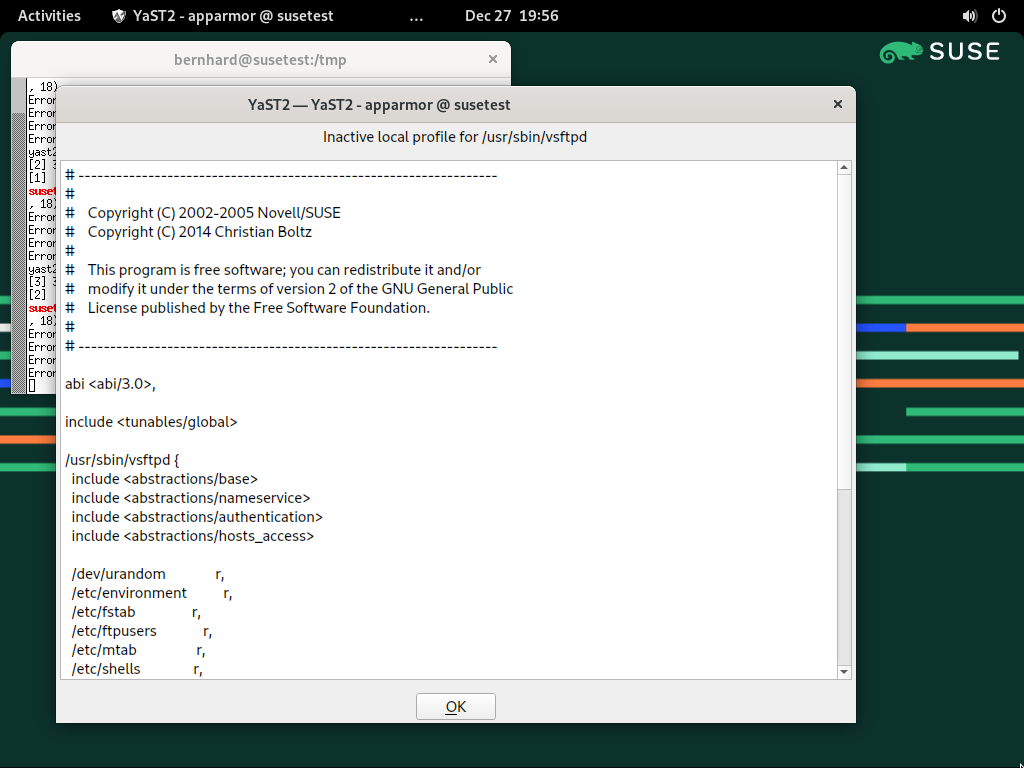 Activities
YaST2 - apparmor @ susetest
...
Dec 27 19:56
SUSE
bernhard@susetest:/tmp
, 18)
Error
Error
Error
Error
yast2
[2] 3
[1]
suset
, 18)
Error
Error
Error
Error
yast2
[3] 3
[2]
suset
, 18)
Error
Error
Error
Error
YaST2 — YaST2 - apparmor @ susetest
Inactive local profile for /usr/sbin/vsftpd
# ------------------------------------------------------------------
#
#    Copyright (C) 2002-2005 Novell/SUSE
#    Copyright (C) 2014 Christian Boltz
#
#    This program is free software; you can redistribute it and/or
#    modify it under the terms of version 2 of the GNU General Public
#    License published by the Free Software Foundation.
#
# ------------------------------------------------------------------
abi <abi/3.0>,
include <tunables/global>
/usr/sbin/vsftpd {
  include <abstractions/base>
  include <abstractions/nameservice>
  include <abstractions/authentication>
  include <abstractions/hosts_access>
  /dev/urandom             r,
  /etc/environment         r,
  /etc/fstab               r,
  /etc/ftpusers            r,
  /etc/mtab                r,
  /etc/shells              r,
OK